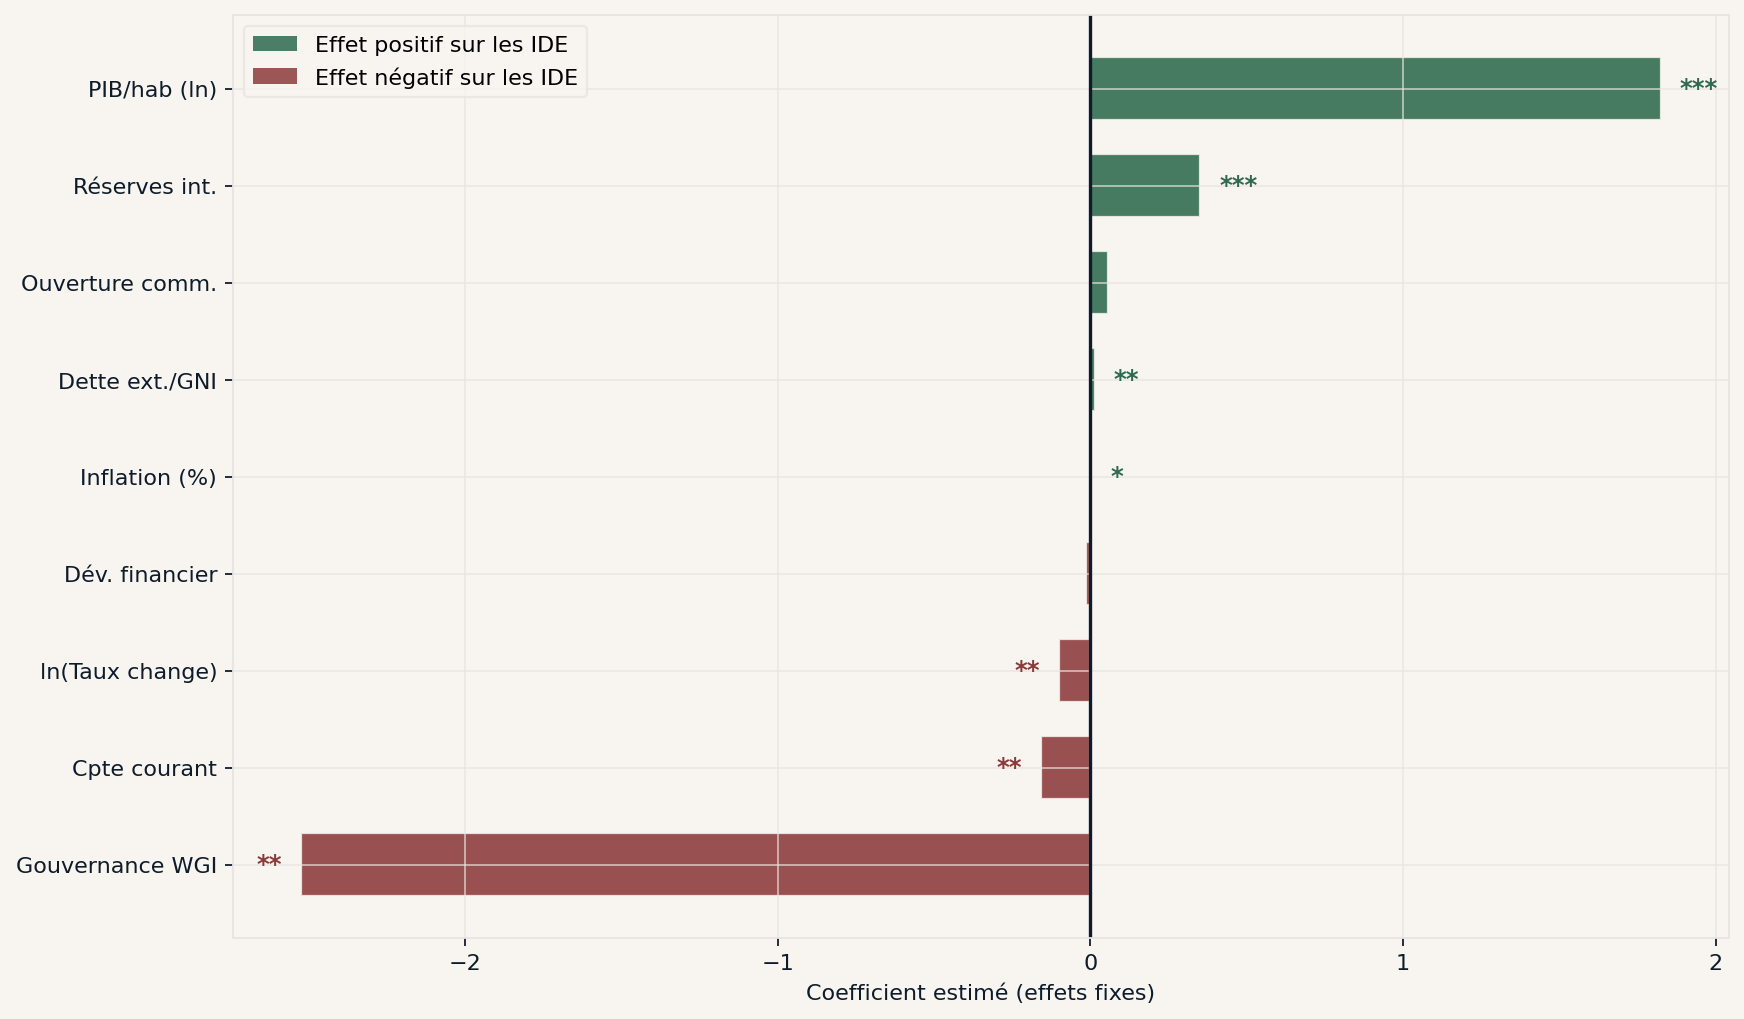 Effet positif sur les IDE
Effet négatif sur les IDE
PIB/hab (ln)
***
Réserves int.
***
Ouverture comm.
Dette ext./GNI
**
Inflation (%)
*
Dév. financier
ln(Taux change)
**
Cpte courant
**
Gouvernance WGI
**
−2 −1 0 1 2
Coefficient estimé (effets fixes)